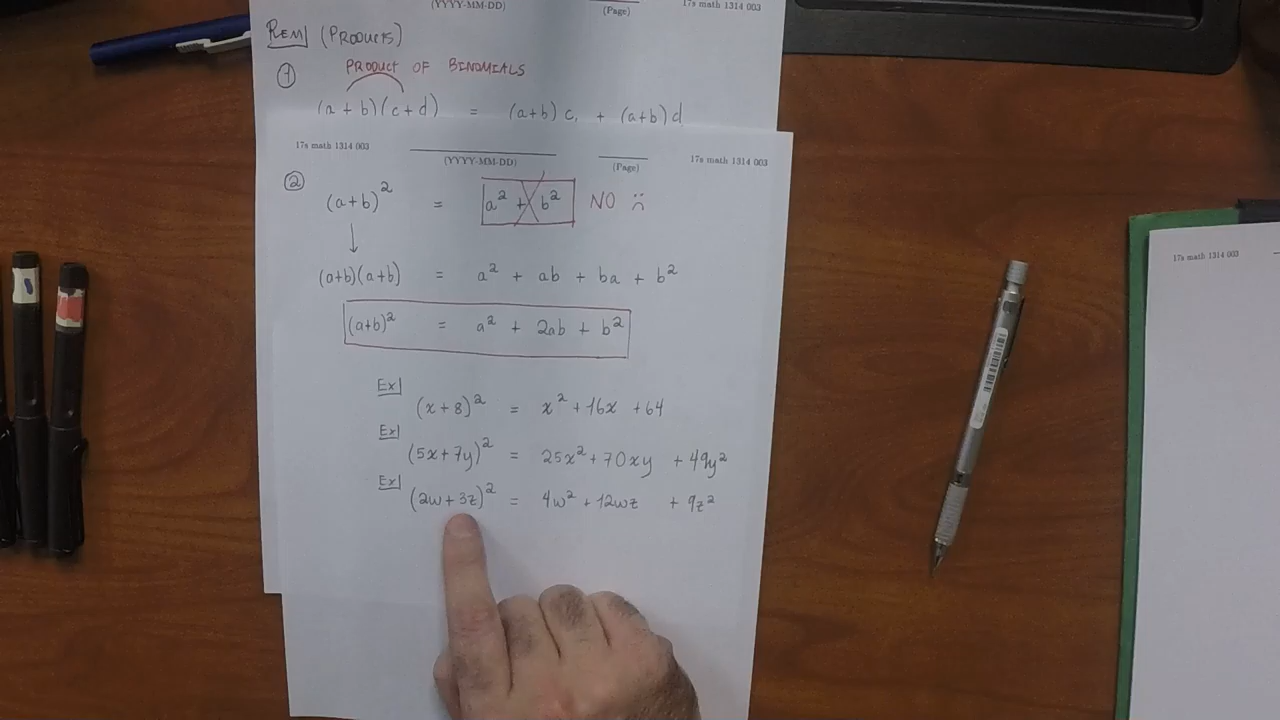 (YYYY-MM-DD) (Page) 17s math 1314 003
REM (PRODUCTS)
① PRODUCT OF BINOMIALS
(a + b)(c + d) = (a+b) c + (a+b) d
17s math 1314 003 (YYYY-MM-DD) (Page) 17s math 1314 003
② (a+b)² = a² + b² NO ☹
↓
(a+b)(a+b) = a² + ab + ba + b²
(a+b)² = a² + 2ab + b²
Ex| (x + 8)² = x² + 16x + 64
Ex| (5x + 7y)² = 25x² + 70xy + 49y²
Ex| (2w + 3z)² = 4w² + 12wz + 9z²
17s math 1314 003